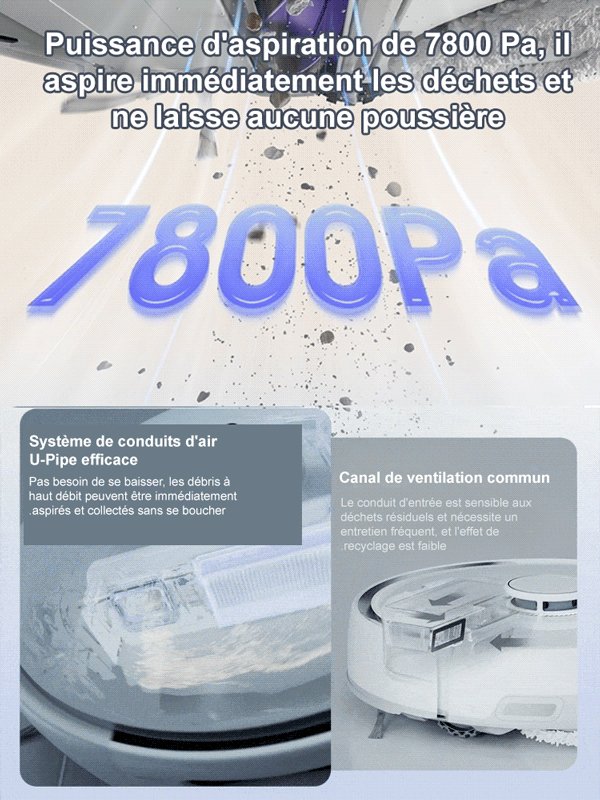 Puissance d'aspiration de 7800 Pa, il
aspire immédiatement les déchets et
ne laisse aucune poussière
7800Pa
Système de conduits d'air
U-Pipe efficace
Pas besoin de se baisser, les débris à
haut débit peuvent être immédiatement
.aspirés et collectés sans se boucher
Canal de ventilation commun
Le conduit d'entrée est sensible aux
déchets résiduels et nécessite un
entretien fréquent, et l'effet de
.recyclage est faible